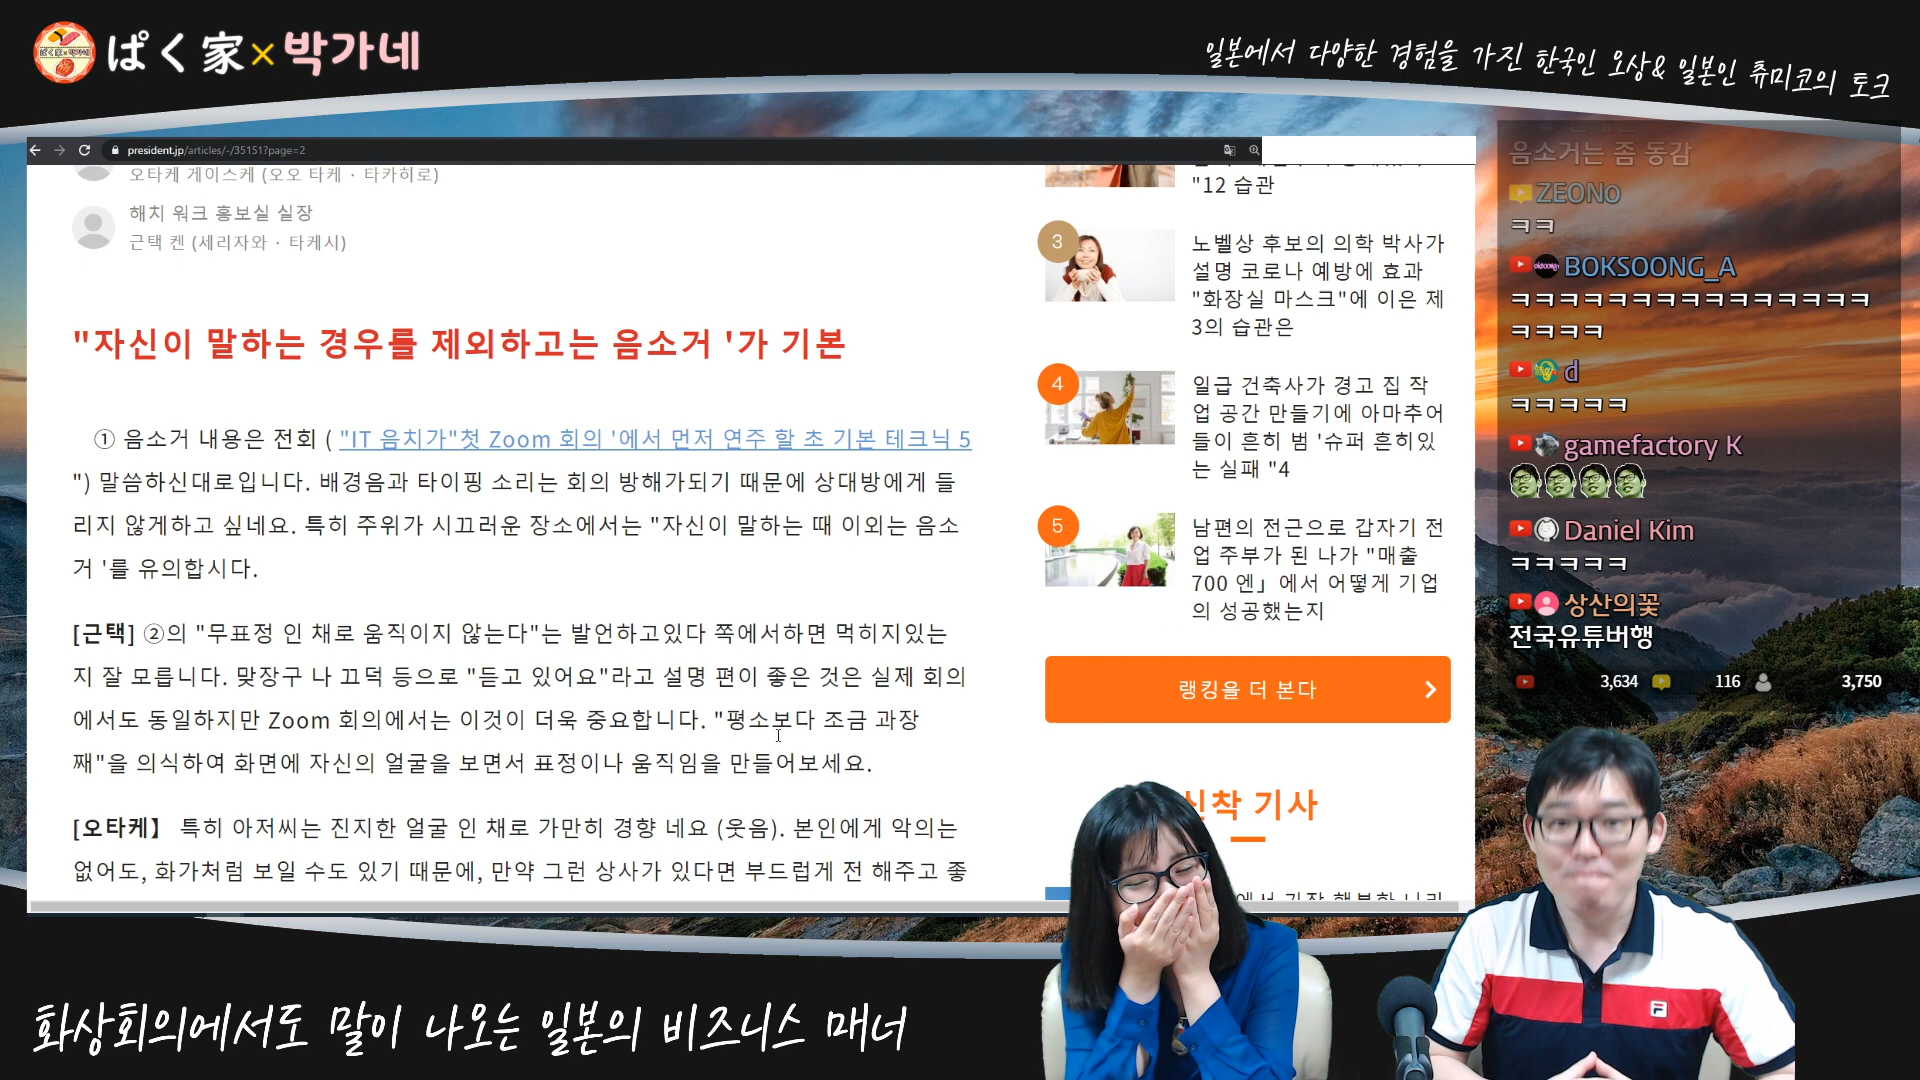 ぱく家×박가네
일본에서 다양한 경험을 가진 한국인 오상& 일본인 츄미코의 토크
president.jp/articles/-/35151?page=2
오타케 게이스케 (오오 타케 · 타카히로)
해치 워크 홍보실 실장
근택 켄 (세리자와 · 타케시)
"자신이 말하는 경우를 제외하고는 음소거 '가 기본
① 음소거 내용은 전회 ( "IT 음치가"첫 Zoom 회의 '에서 먼저 연주 할 초 기본 테크닉 5
") 말씀하신대로입니다. 배경음과 타이핑 소리는 회의 방해가되기 때문에 상대방에게 들
리지 않게하고 싶네요. 특히 주위가 시끄러운 장소에서는 "자신이 말하는 때 이외는 음소
거 '를 유의합시다.
[근택] ②의 "무표정 인 채로 움직이지 않는다"는 발언하고있다 쪽에서하면 먹히지있는
지 잘 모릅니다. 맞장구 나 끄덕 등으로 "듣고 있어요"라고 설명 편이 좋은 것은 실제 회의
에서도 동일하지만 Zoom 회의에서는 이것이 더욱 중요합니다. "평소보다 조금 과장
째"을 의식하여 화면에 자신의 얼굴을 보면서 표정이나 움직임을 만들어보세요.
[오타케】 특히 아저씨는 진지한 얼굴 인 채로 가만히 경향 네요 (웃음). 본인에게 악의는
없어도, 화가처럼 보일 수도 있기 때문에, 만약 그런 상사가 있다면 부드럽게 전 해주고 좋
"12 습관
3
노벨상 후보의 의학 박사가
설명 코로나 예방에 효과
"화장실 마스크"에 이은 제
3의 습관은
4
일급 건축사가 경고 집 작
업 공간 만들기에 아마추어
들이 흔히 범 '슈퍼 흔히있
는 실패 "4
5
남편의 전근으로 갑자기 전
업 주부가 된 나가 "매출
700 엔」에서 어떻게 기업
의 성공했는지
랭킹을 더 본다
신착 기사
음소거는 좀 동감
ZEONo
ㅋㅋ
BOKSOONG_A
ㅋㅋㅋㅋㅋㅋㅋㅋㅋㅋㅋㅋㅋㅋㅋ
ㅋㅋㅋㅋ
d
ㅋㅋㅋㅋㅋ
gamefactory K
Daniel Kim
ㅋㅋㅋㅋㅋ
상산의꽃
전국유튜버행
3,634 116 3,750
화상회의에서도 말이 나오는 일본의 비즈니스 매너